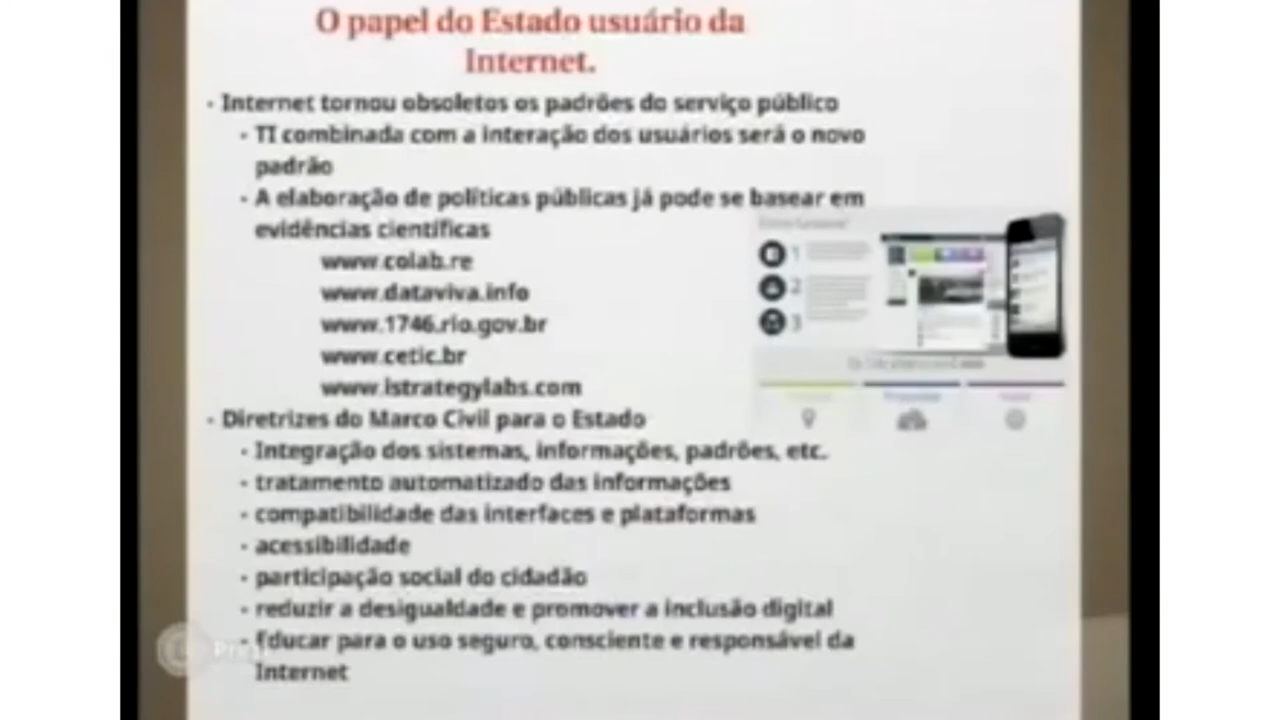 O papel do Estado usuário da
Internet.
- Internet tornou obsoletos os padrões do serviço público
- TI combinada com a interação dos usuários será o novo
padrão
- A elaboração de políticas públicas já pode se basear em
evidências científicas
www.colab.re
www.dataviva.info
www.1746.rio.gov.br
www.cetic.br
www.istrategylabs.com
1
2
3
- Diretrizes do Marco Civil para o Estado
- Integração dos sistemas, informações, padrões, etc.
- tratamento automatizado das informações
- compatibilidade das interfaces e plataformas
- acessibilidade
- participação social do cidadão
- reduzir a desigualdade e promover a inclusão digital
- Educar para o uso seguro, consciente e responsável da
Internet